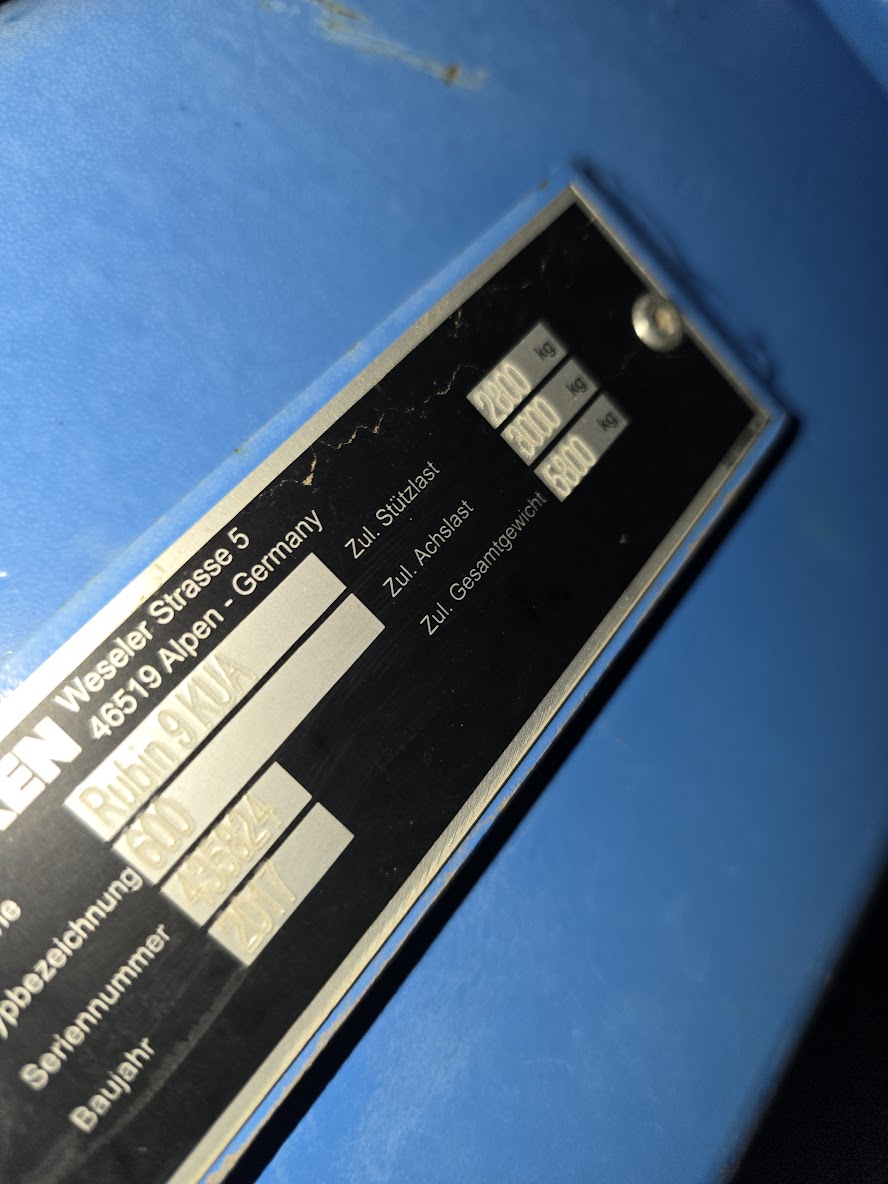 Weseler Strasse 5
46519 Alpen - Germany
Rubin 9 KUA
600
Seriennummer 435824
Baujahr 2017
Zul. Stützlast 2800 kg
Zul. Achslast 3000 kg
Zul. Gesamtgewicht 5800 kg